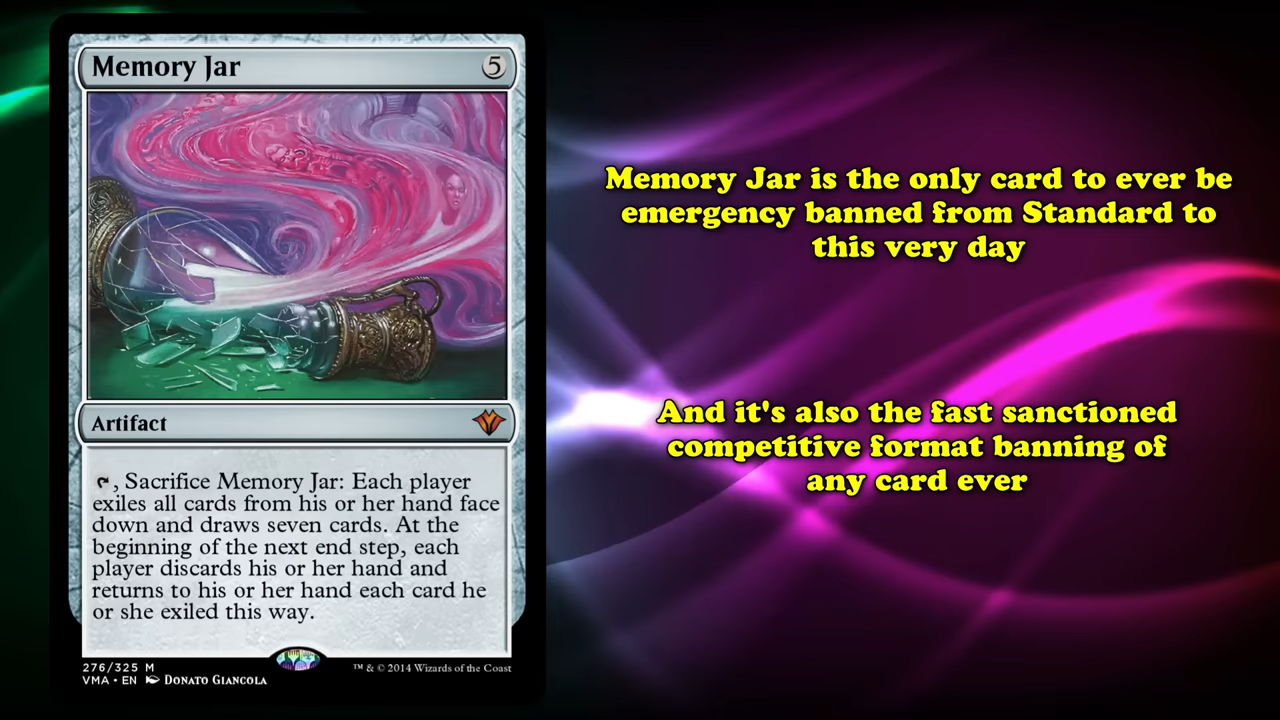 Memory Jar 5
Artifact
, Sacrifice Memory Jar: Each player
exiles all cards from his or her hand face
down and draws seven cards. At the
beginning of the next end step, each
player discards his or her hand and
returns to his or her hand each card he
or she exiled this way.
276/325 M
VMA • EN Donato Giancola
™ & © 2014 Wizards of the Coast
Memory Jar is the only card to ever be
emergency banned from Standard to
this very day
And it's also the fast sanctioned
competitive format banning of
any card ever